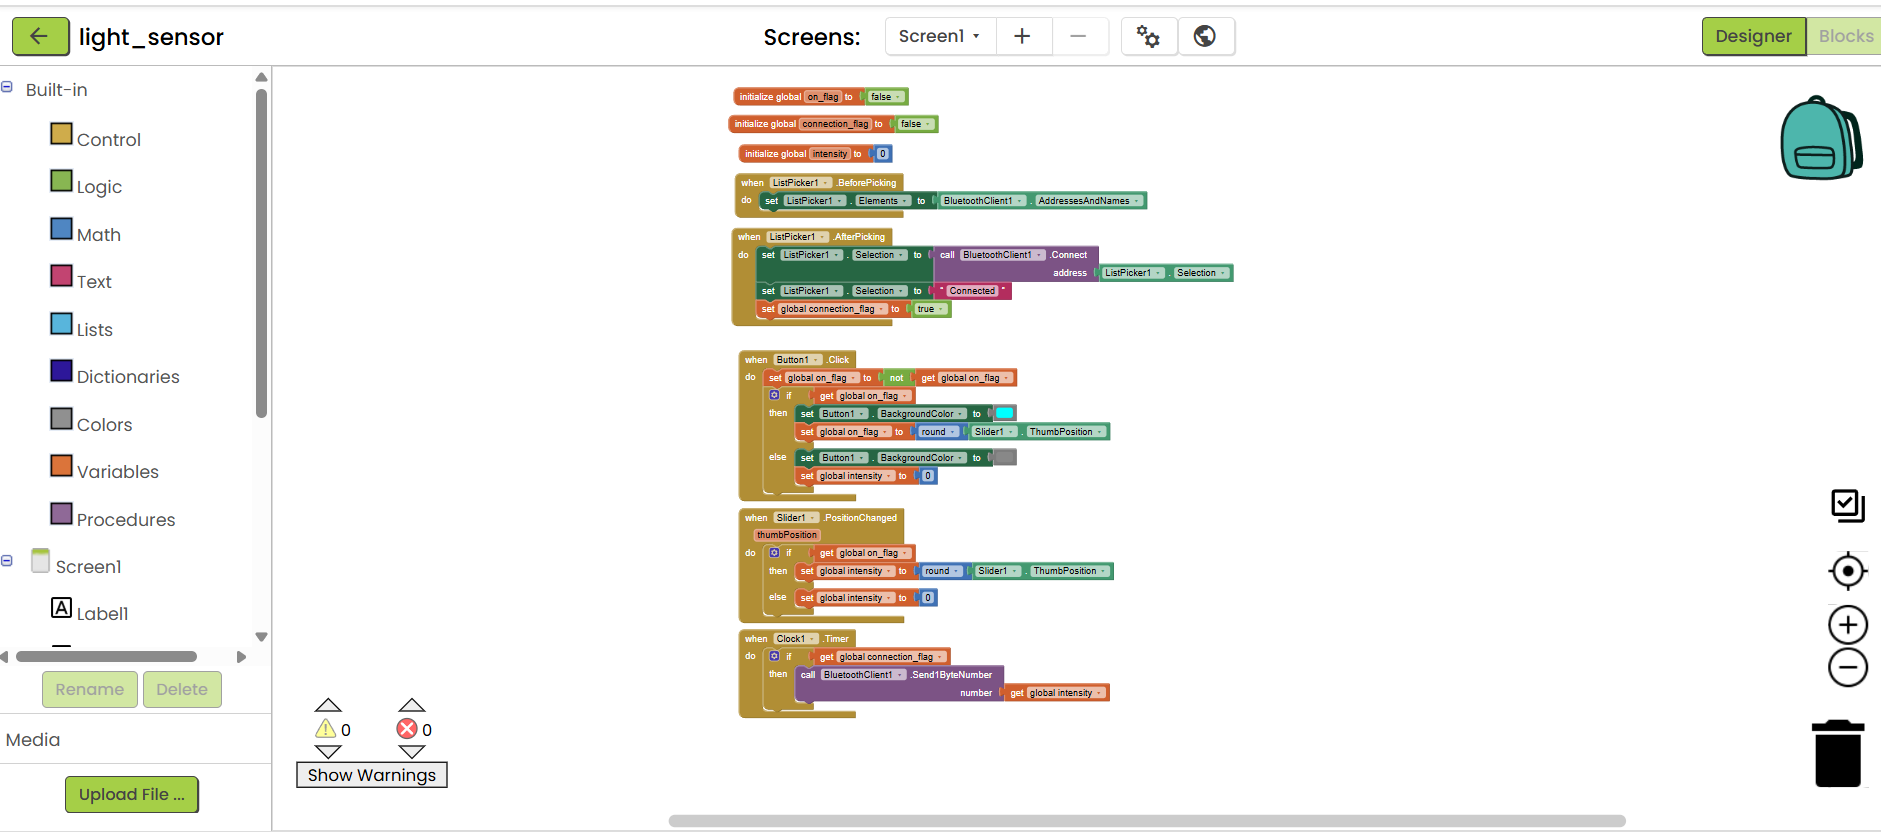 light_sensor
Screens: Screen1
Designer Blocks
Built-in
Control
Logic
Math
Text
Lists
Dictionaries
Colors
Variables
Procedures
Screen1
A Label1
Rename Delete
Media
Upload File ...
initialize global on_flag to false
initialize global connection_flag to false
initialize global intensity to 0
when ListPicker1 .BeforePicking
do set ListPicker1 . Elements to BluetoothClient1 . AddressesAndNames
when ListPicker1 .AfterPicking
do set ListPicker1 . Selection to call BluetoothClient1 .Connect
address ListPicker1 . Selection
set ListPicker1 . Selection to " Connected "
set global connection_flag to true
when Button1 .Click
do set global on_flag to not get global on_flag
if get global on_flag
then set Button1 . BackgroundColor to
set global on_flag to round Slider1 . ThumbPosition
else set Button1 . BackgroundColor to
set global intensity to 0
when Slider1 .PositionChanged
thumbPosition
do if get global on_flag
then set global intensity to round Slider1 . ThumbPosition
else set global intensity to 0
when Clock1 .Timer
do if get global connection_flag
then call BluetoothClient1 .Send1ByteNumber
number get global intensity
0 0
Show Warnings